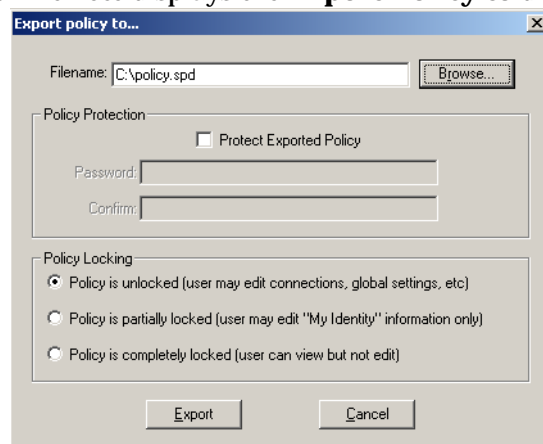 Export policy to...
Filename: C:\policy.spd Browse...
Policy Protection
Protect Exported Policy
Password:
Confirm:
Policy Locking
Policy is unlocked (user may edit connections, global settings, etc)
Policy is partially locked (user may edit "My Identity" information only)
Policy is completely locked (user can view but not edit)
Export Cancel